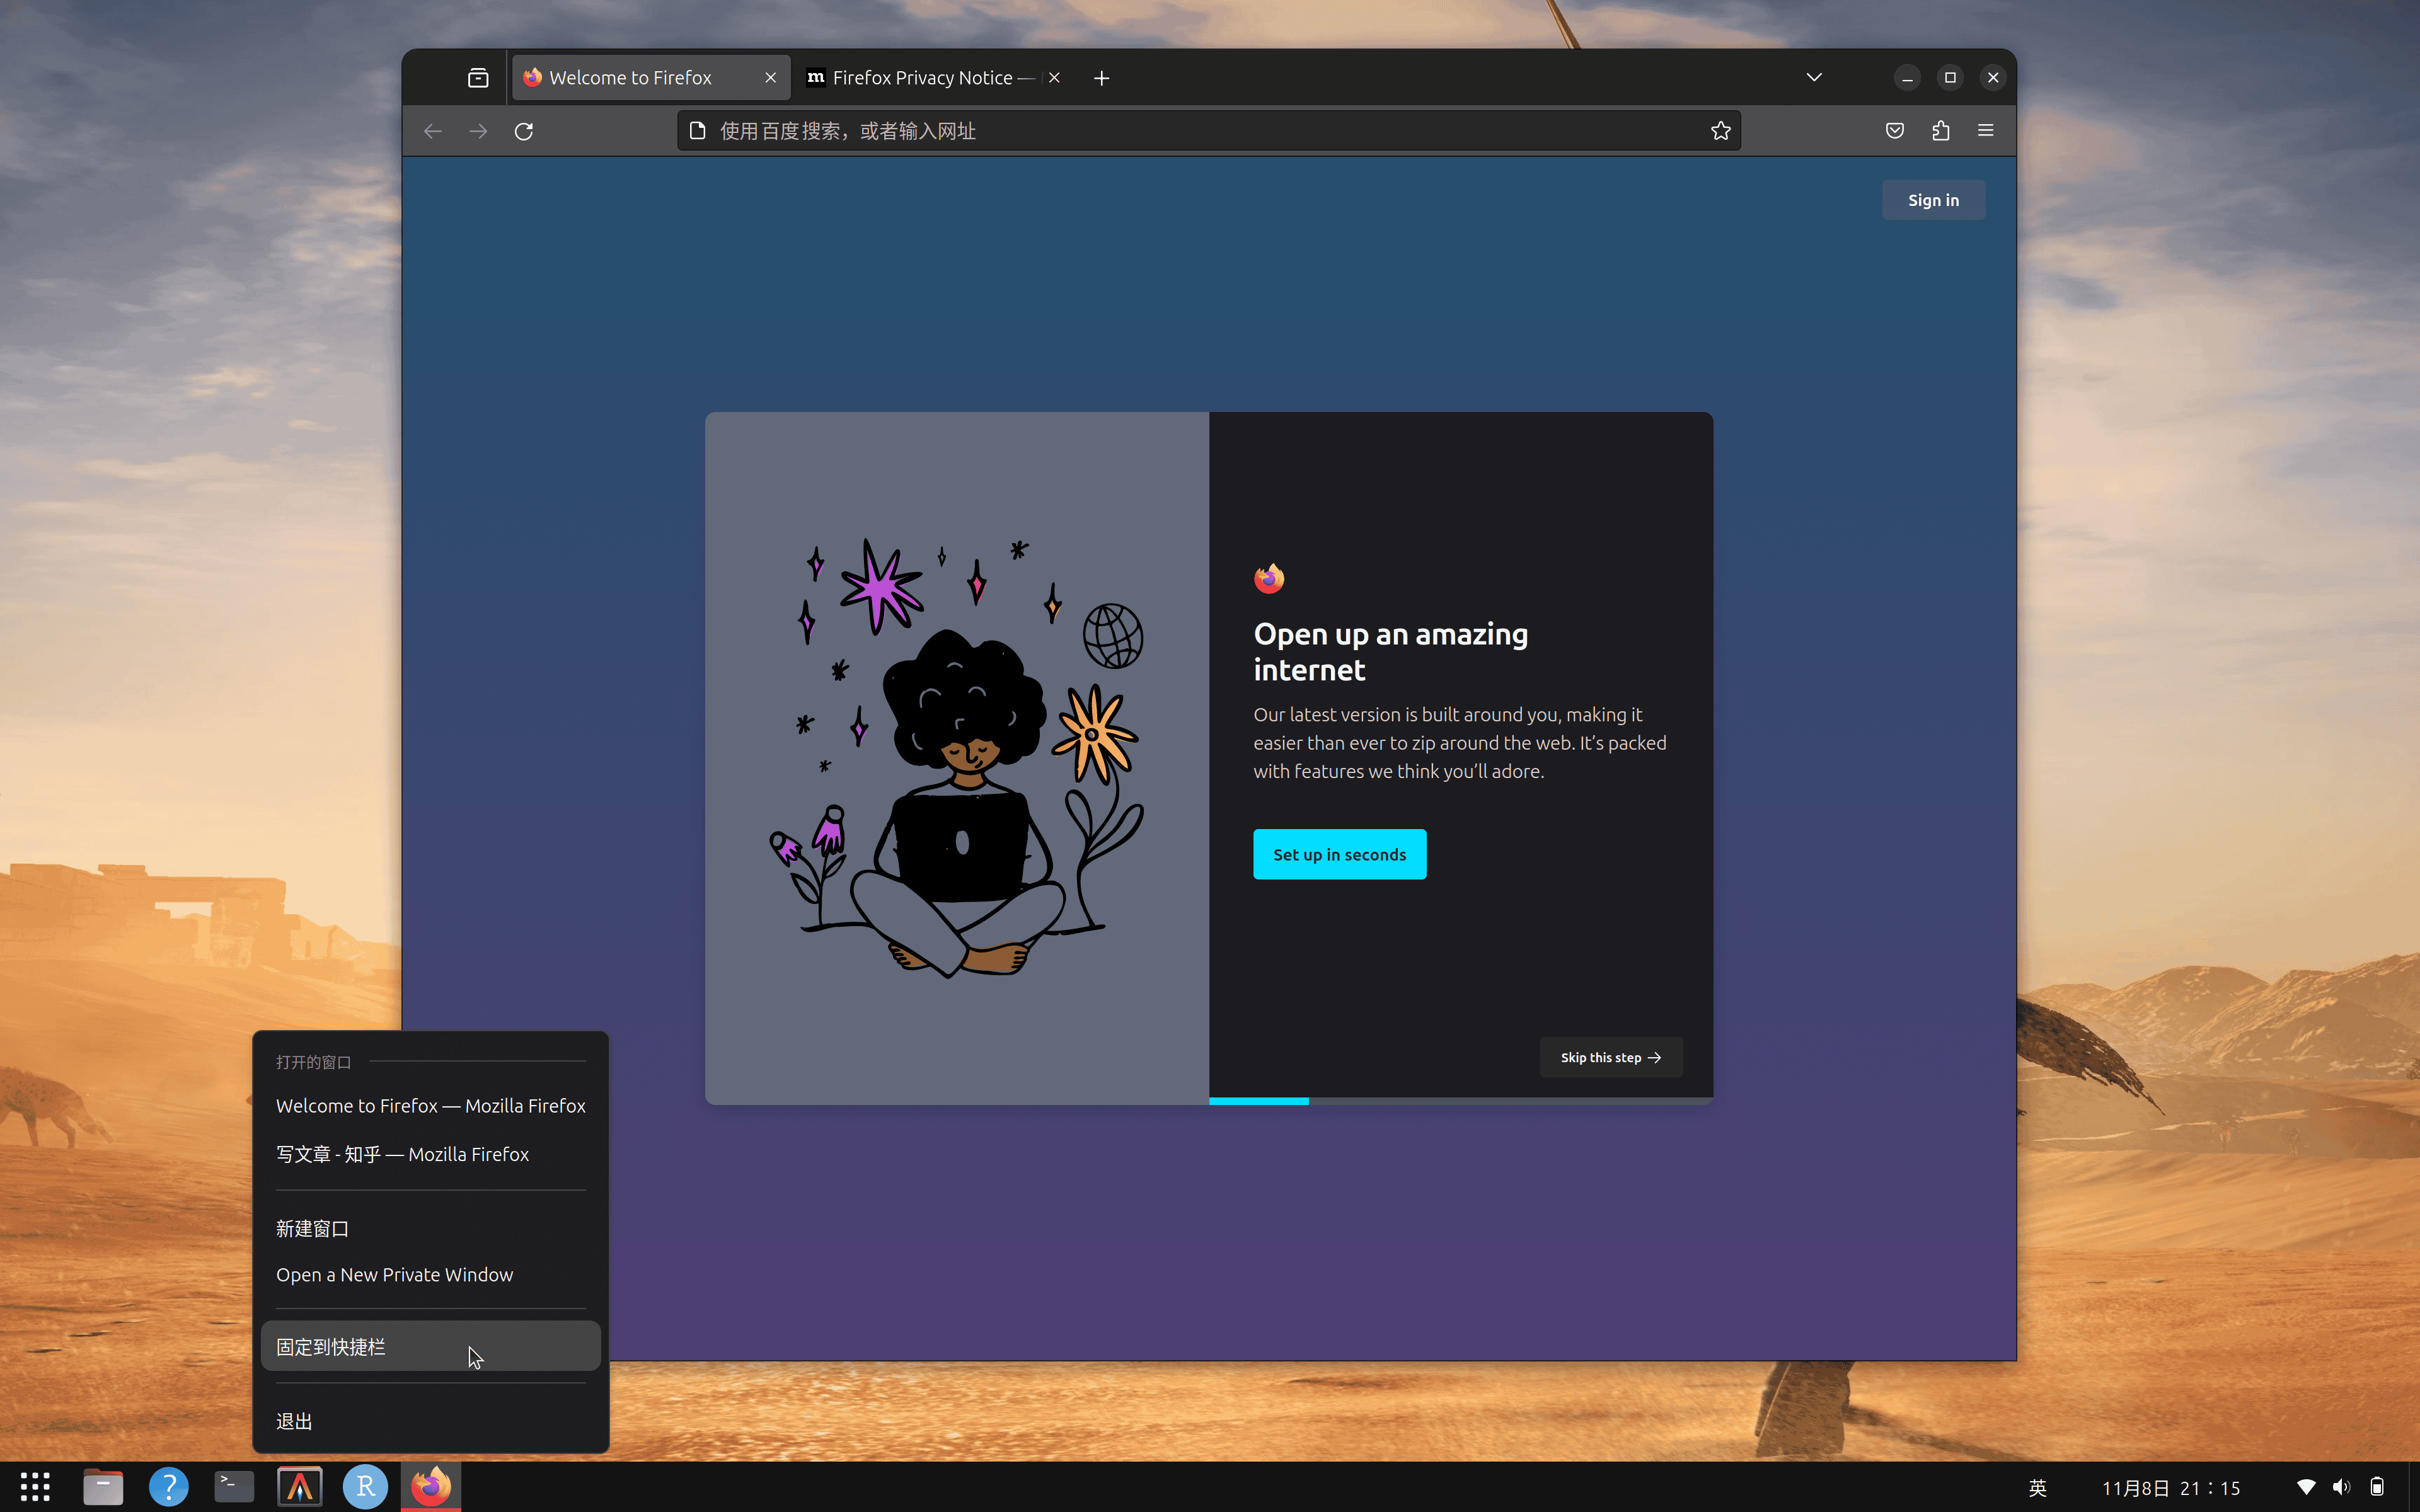 Welcome to Firefox
Firefox Privacy Notice —
使用百度搜索，或者输入网址
Sign in
Open up an amazing
internet
Our latest version is built around you, making it
easier than ever to zip around the web. It’s packed
with features we think you’ll adore.
Set up in seconds
Skip this step →
打开的窗口
Welcome to Firefox — Mozilla Firefox
写文章 - 知乎 — Mozilla Firefox
新建窗口
Open a New Private Window
固定到快捷栏
退出
英
11月8日 21：15